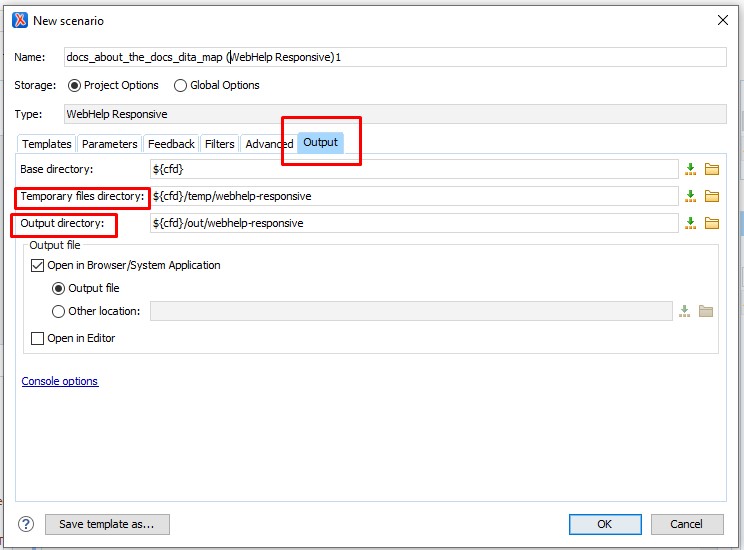 New scenario
Name: docs_about_the_docs_dita_map (WebHelp Responsive)1
Storage: Project Options Global Options
Type: WebHelp Responsive
Templates Parameters Feedback Filters Advanced Output
Base directory: ${cfd}
Temporary files directory: ${cfd}/temp/webhelp-responsive
Output directory: ${cfd}/out/webhelp-responsive
Output file
Open in Browser/System Application
Output file
Other location:
Open in Editor
Console options
? Save template as... OK Cancel